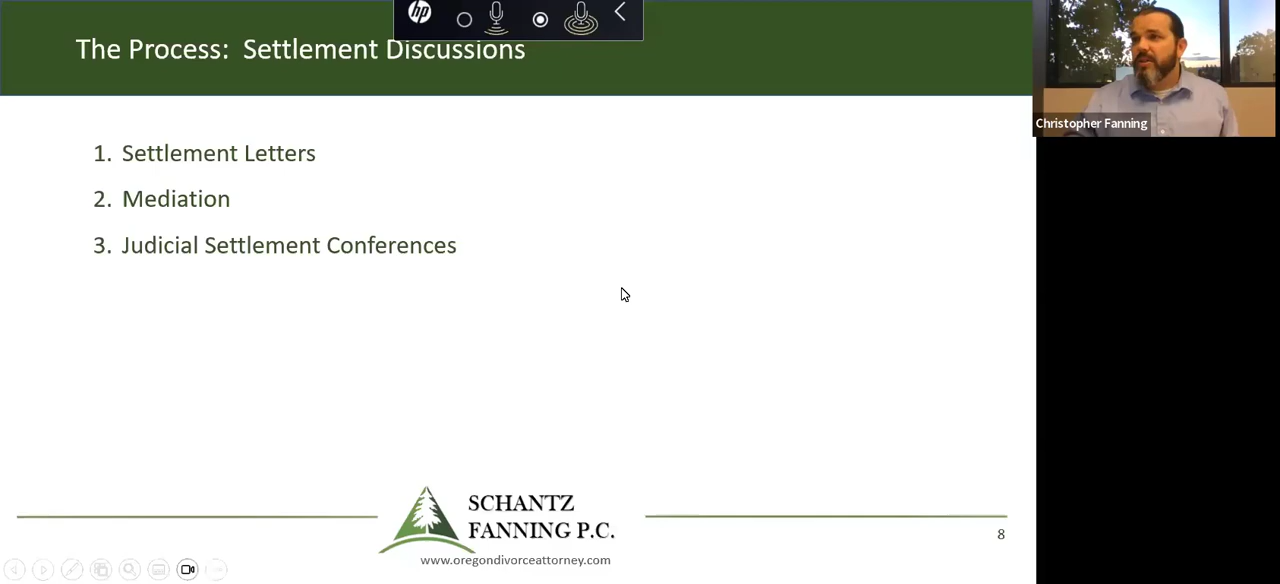 hp
The Process: Settlement Discussions
Christopher Fanning
1. Settlement Letters
2. Mediation
3. Judicial Settlement Conferences
SCHANTZ
FANNING P.C.
www.oregondivorceattorney.com
8